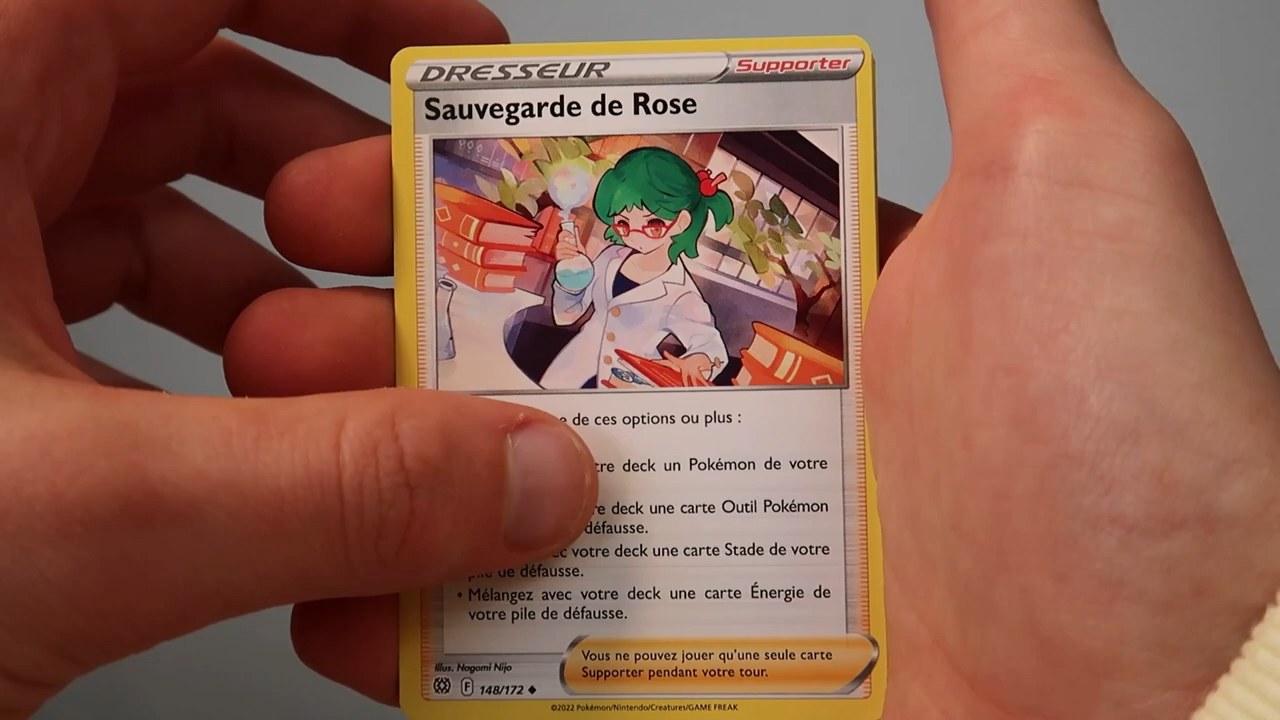 DRESSEUR
Supporter
Sauvegarde de Rose
de ces options ou plus :
deck un Pokémon de votre
deck une carte Outil Pokémon
défausse.
votre deck une carte Stade de votre
de défausse.
• Mélangez avec votre deck une carte Énergie de
votre pile de défausse.
Vous ne pouvez jouer qu'une seule carte
Supporter pendant votre tour.
Illus. Nagomi Nijo
F 148/172 ◆
©2022 Pokémon/Nintendo/Creatures/GAME FREAK